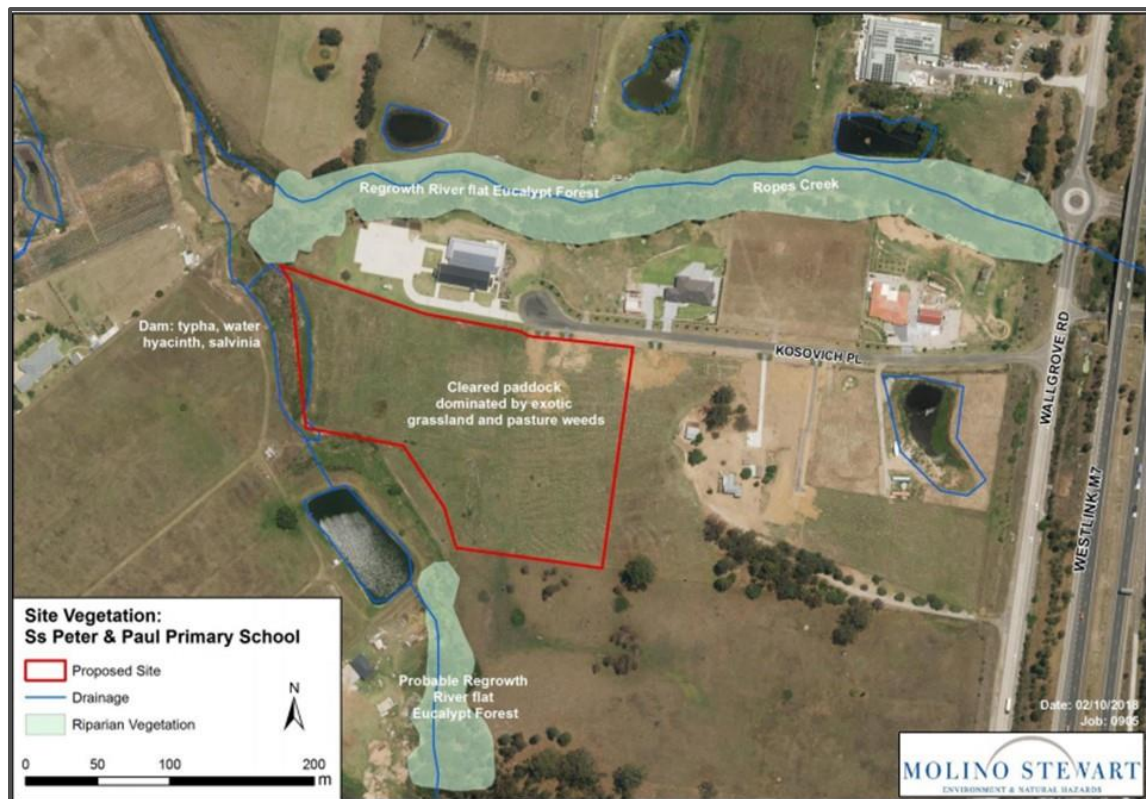 Regrowth River flat Eucalypt Forest
Ropes Creek
Dam: typha, water
hyacinth, salvinia
KOSOVICH PL
WALLGROVE RD
WESTLINK M7
Cleared paddock
dominated by exotic
grassland and pasture weeds
Probable Regrowth
River flat
Eucalypt Forest
Site Vegetation:
Ss Peter & Paul Primary School
Proposed Site
Drainage
Riparian Vegetation
N
0 50 100 200
m
Date: 02/10/2018
Job: 0905
MOLINO STEWART
ENVIRONMENT & NATURAL HAZARDS